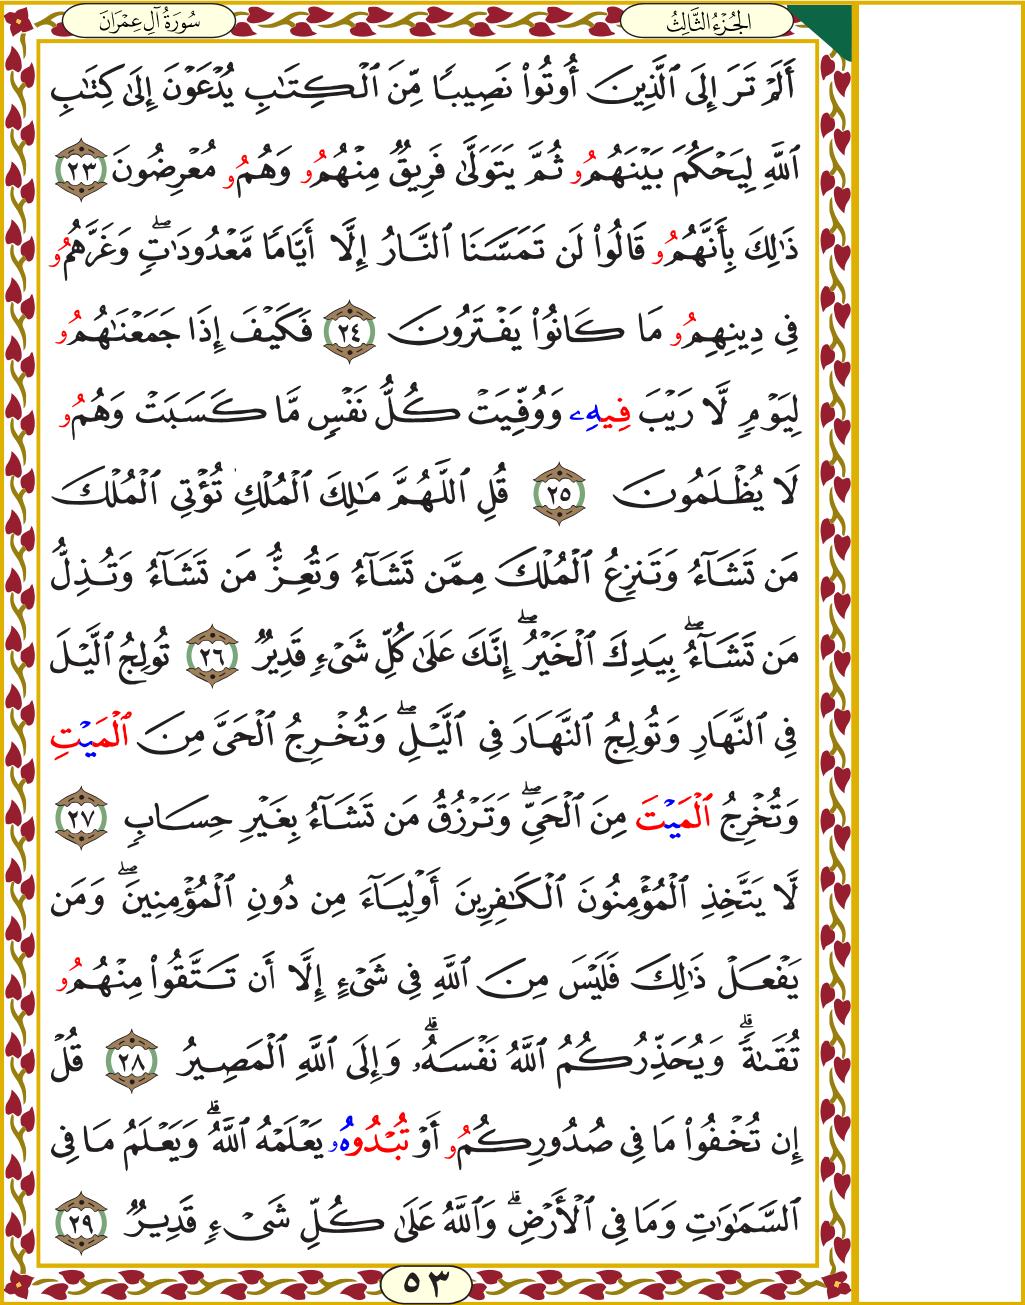 الجُزْءُ الثَّالِثُ
سُورَةُ آلِ عِمْرَانَ
أَلَمْ تَرَ إِلَى ٱلَّذِينَ أُوتُواْ نَصِيبًا مِّنَ ٱلْكِتَٰبِ يُدْعَوْنَ إِلَىٰ كِتَٰبِ
ٱللَّهِ لِيَحْكُمَ بَيْنَهُمُۥ ثُمَّ يَتَوَلَّىٰ فَرِيقٌ مِنْهُمُۥ وَهُمُۥ مُعْرِضُونَ ٢٣
ذَٰلِكَ بِأَنَّهُمُۥ قَالُواْ لَن تَمَسَّنَا ٱلنَّارُ إِلَّا أَيَّامًا مَّعْدُودَٰتٍۖ وَغَرَّهُمُۥ
فِى دِينِهِمُۥ مَا كَانُواْ يَفْتَرُونَ ٢٤ فَكَيْفَ إِذَا جَمَعْنَٰهُمُۥ
لِيَوْمٍ لَّا رَيْبَ فِيهِۦ وَوُفِّيَتْ كُلُّ نَفْسٍ مَّا كَسَبَتْ وَهُمُۥ
لَا يُظْلَمُونَ ٢٥ قُلِ ٱللَّهُمَّ مَٰلِكَ ٱلْمُلْكِ تُؤْتِى ٱلْمُلْكَ
مَن تَشَآءُ وَتَنزِعُ ٱلْمُلْكَ مِمَّن تَشَآءُ وَتُعِزُّ مَن تَشَآءُ وَتُذِلُّ
مَن تَشَآءُۖ بِيَدِكَ ٱلْخَيْرُۖ إِنَّكَ عَلَىٰ كُلِّ شَىْءٍ قَدِيرٌ ٢٦ تُولِجُ ٱلَّيْلَ
فِى ٱلنَّهَارِ وَتُولِجُ ٱلنَّهَارَ فِى ٱلَّيْلِۖ وَتُخْرِجُ ٱلْحَىَّ مِنَ ٱلْمَيْتِ
وَتُخْرِجُ ٱلْمَيْتَ مِنَ ٱلْحَىِّۖ وَتَرْزُقُ مَن تَشَآءُ بِغَيْرِ حِسَابٍ ٢٧
لَّا يَتَّخِذِ ٱلْمُؤْمِنُونَ ٱلْكَٰفِرِينَ أَوْلِيَآءَ مِن دُونِ ٱلْمُؤْمِنِينَۖ وَمَن
يَفْعَلْ ذَٰلِكَ فَلَيْسَ مِنَ ٱللَّهِ فِى شَىْءٍ إِلَّا أَن تَتَّقُواْ مِنْهُمُۥ
تُقَىٰةًۗ وَيُحَذِّرُكُمُ ٱللَّهُ نَفْسَهُۥۗ وَإِلَى ٱللَّهِ ٱلْمَصِيرُ ٢٨ قُلْ
إِن تُخْفُواْ مَا فِى صُدُورِكُمُۥ أَوْ تُبْدُوهُۥ يَعْلَمْهُ ٱللَّهُۗ وَيَعْلَمُ مَا فِى
ٱلسَّمَٰوَٰتِ وَمَا فِى ٱلْأَرْضِۗ وَٱللَّهُ عَلَىٰ كُلِّ شَىْءٍ قَدِيرٌ ٢٩
٥٣